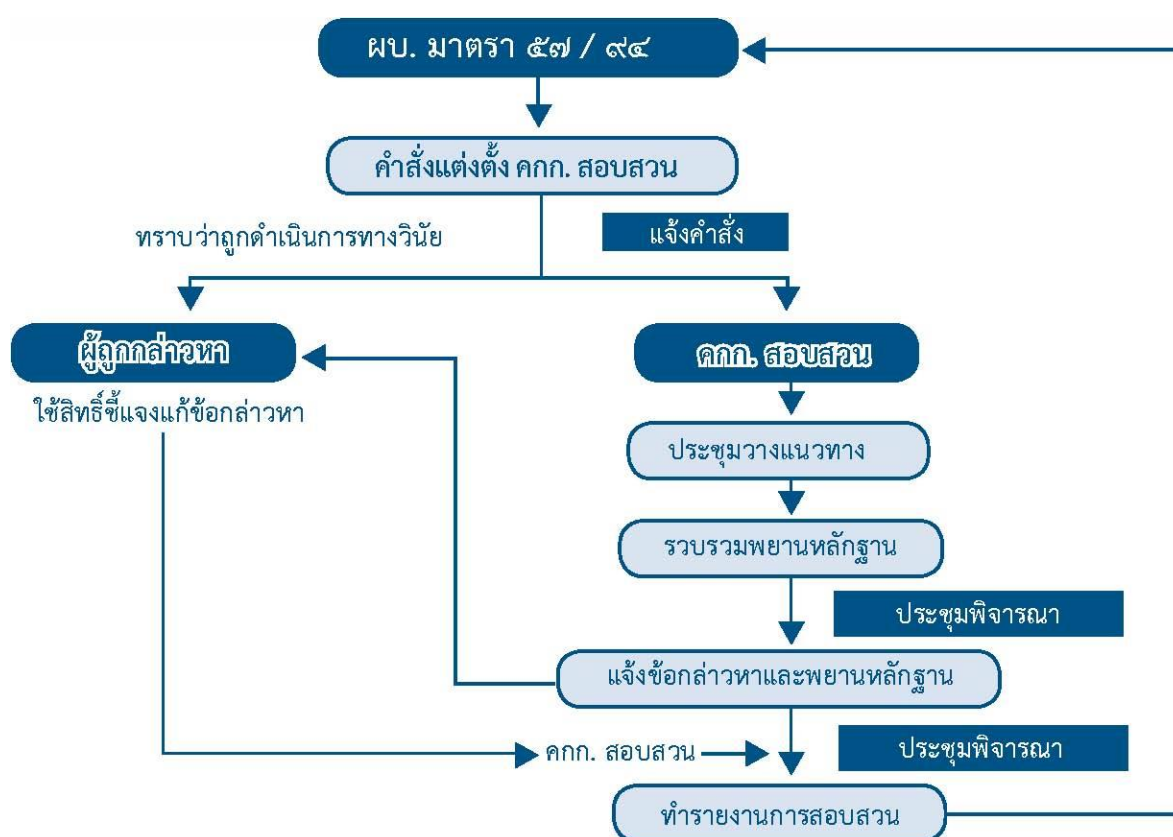 ผบ. มาตรา ๕๗ / ๙๔
คำสั่งแต่งตั้ง คกก. สอบสวน
ทราบว่าถูกดำเนินการทางวินัย
แจ้งคำสั่ง
ผู้ถูกกล่าวหา
คกก. สอบสวน
ใช้สิทธิ์ชี้แจงแก้ข้อกล่าวหา
ประชุมวางแนวทาง
รวบรวมพยานหลักฐาน
ประชุมพิจารณา
แจ้งข้อกล่าวหาและพยานหลักฐาน
คกก. สอบสวน
ประชุมพิจารณา
ทำรายงานการสอบสวน